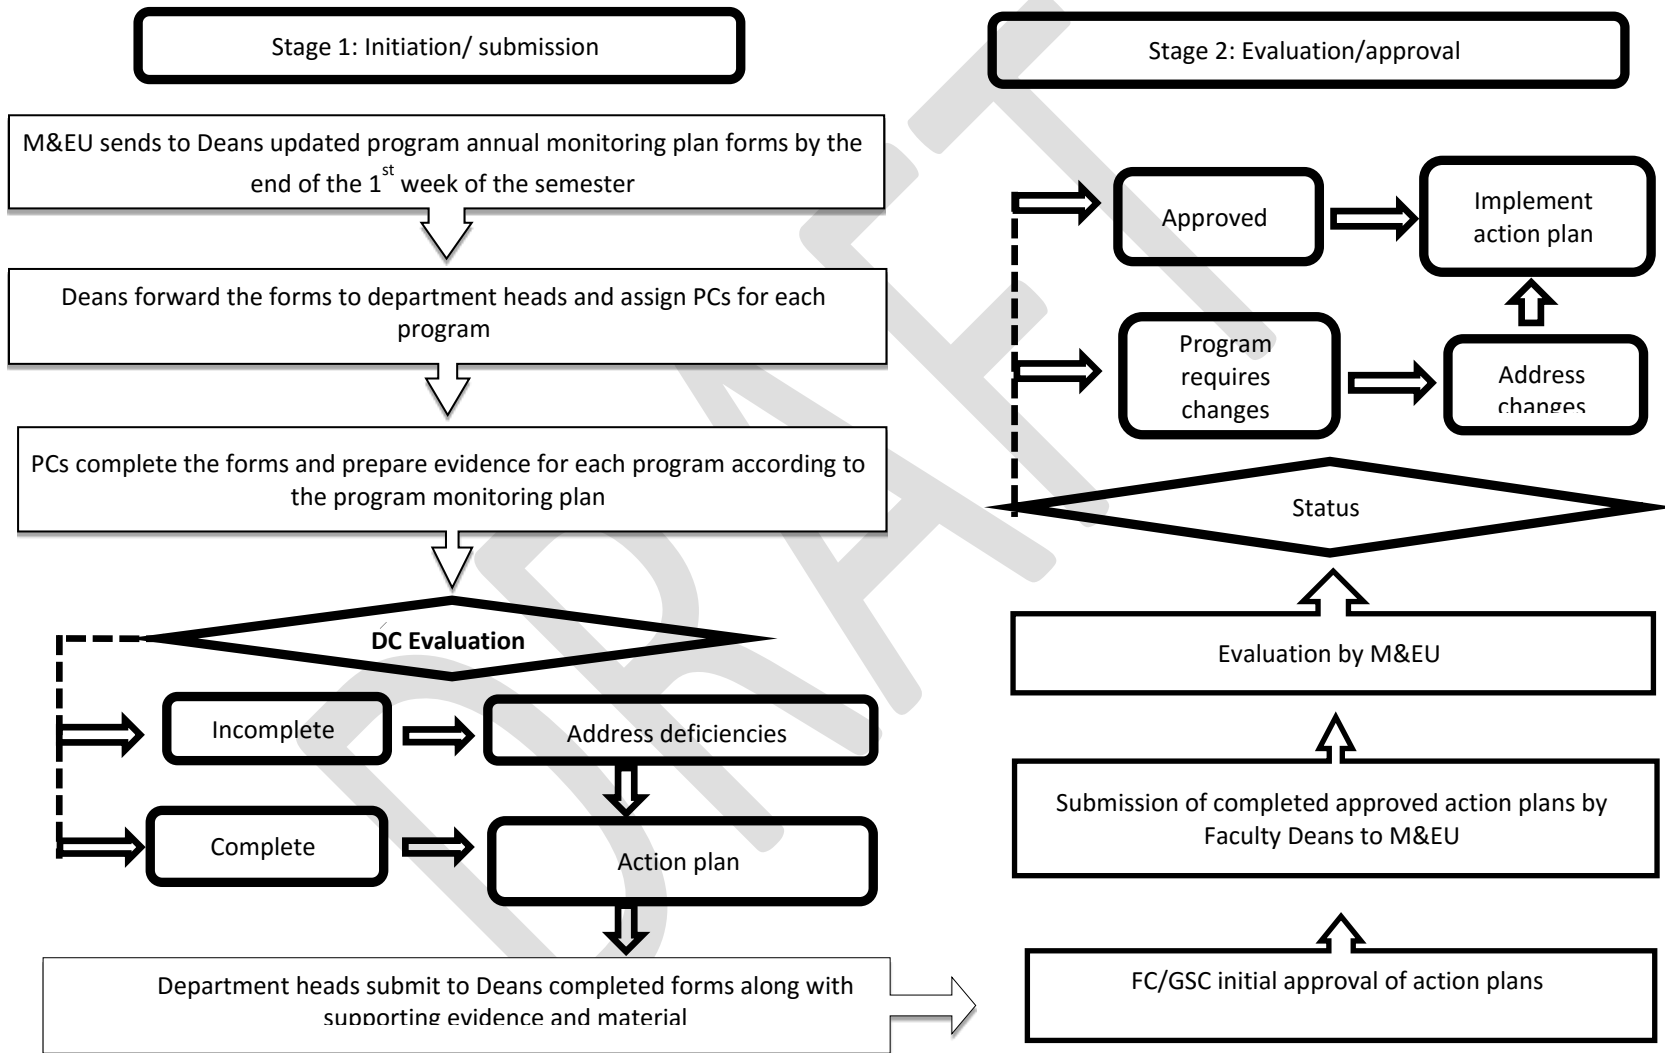 Stage 1: Initiation/ submission
M&EU sends to Deans updated program annual monitoring plan forms by the
end of the 1st week of the semester
Deans forward the forms to department heads and assign PCs for each
program
PCs complete the forms and prepare evidence for each program according to
the program monitoring plan
DC Evaluation
Incomplete
Address deficiencies
Complete
Action plan
Department heads submit to Deans completed forms along with
supporting evidence and material
Stage 2: Evaluation/approval
Approved
Implement
action plan
Program
requires
changes
Address
changes
Status
Evaluation by M&EU
Submission of completed approved action plans by
Faculty Deans to M&EU
FC/GSC initial approval of action plans
DRAFT